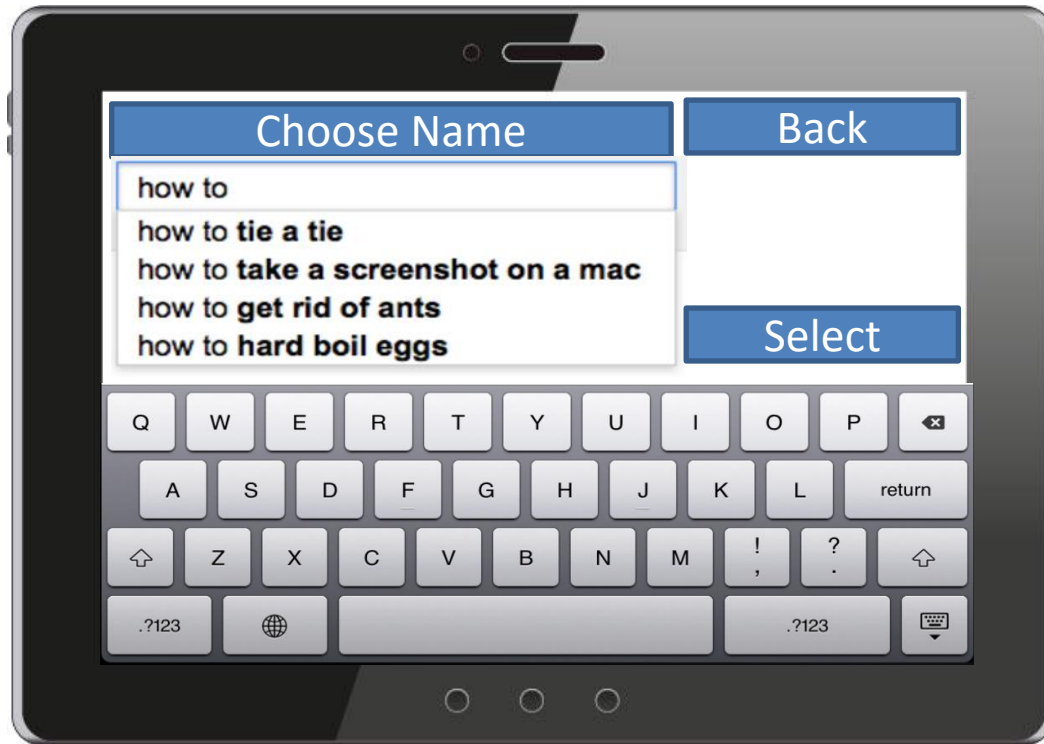 Choose Name
Back
how to
how to tie a tie
how to take a screenshot on a mac
how to get rid of ants
how to hard boil eggs
Select
Q W E R T Y U I O P
A S D F G H J K L return
Z X C V B N M ! , ? .
.?123 .?123